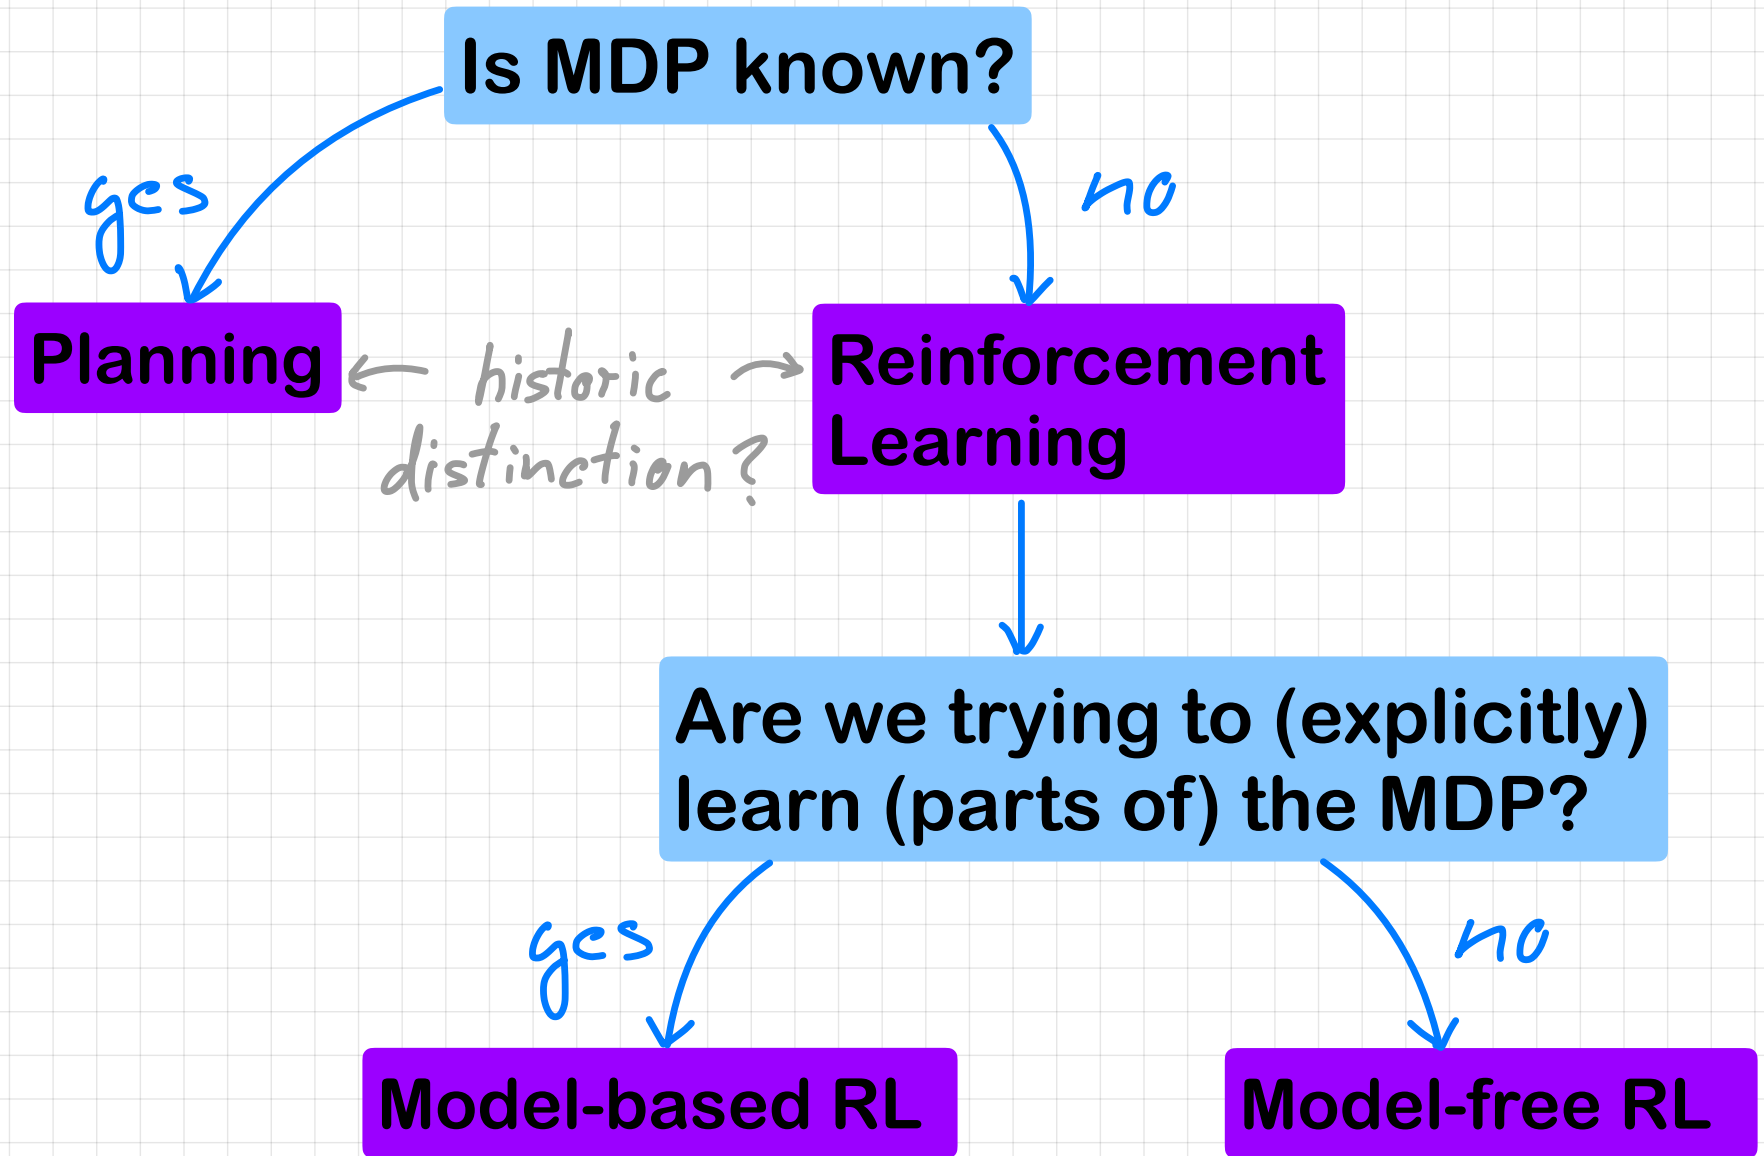 Is MDP known?
yes
no
Planning
historic
distinction?
Reinforcement
Learning
Are we trying to (explicitly)
learn (parts of) the MDP?
yes
no
Model-based RL
Model-free RL